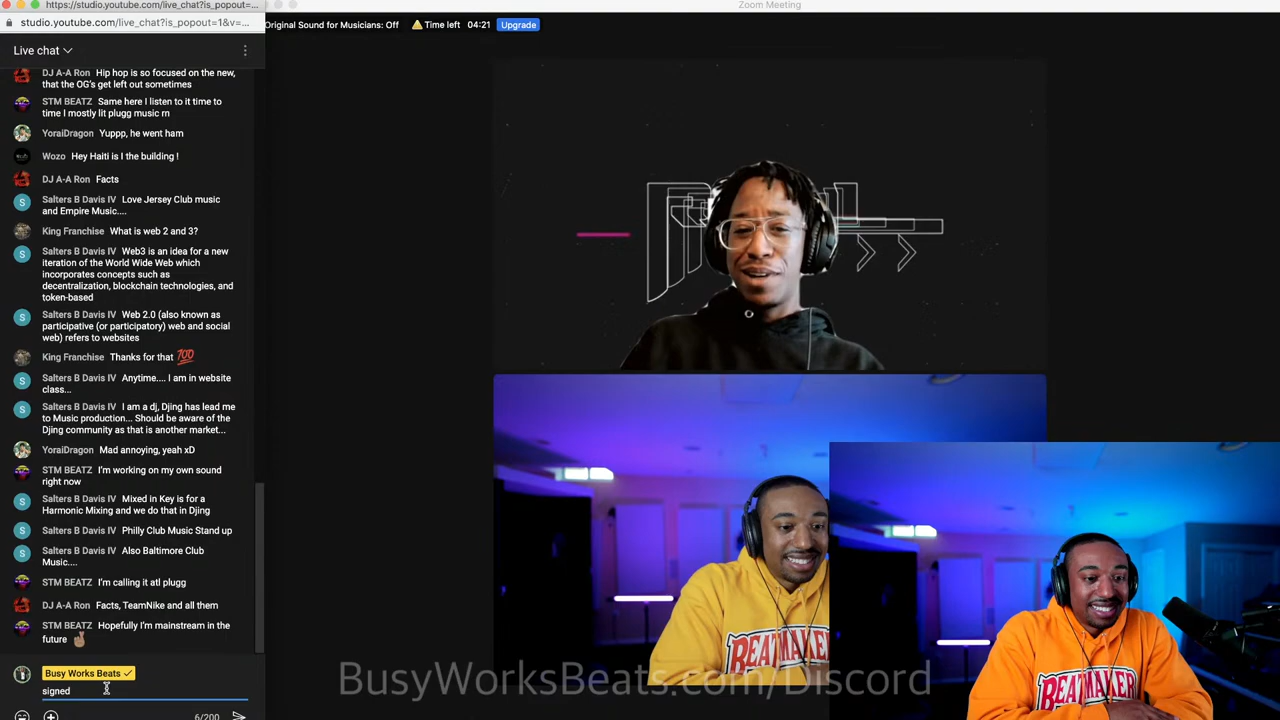 https://studio.youtube.com/live_chat?is_popout=1&v=...
Zoom Meeting
studio.youtube.com/live_chat?is_popout=1&v=...
Original Sound for Musicians: Off
Time left 04:21
Upgrade
Live chat
DJ A-A Ron Hip hop is so focused on the new,
that the OG's get left out sometimes
STM BEATZ Same here I listen to it time to
time I mostly lit plugg music rn
YoraiDragon Yuppp, he went ham
Wozo Hey Haiti is I the building !
DJ A-A Ron Facts
Salters B Davis IV Love Jersey Club music
and Empire Music....
King Franchise What is web 2 and 3?
Salters B Davis IV Web3 is an idea for a new
iteration of the World Wide Web which
incorporates concepts such as
decentralization, blockchain technologies, and
token-based
Salters B Davis IV Web 2.0 (also known as
participative (or participatory) web and social
web) refers to websites
King Franchise Thanks for that 💯
Salters B Davis IV Anytime.... I am in website
class...
Salters B Davis IV I am a dj, Djing has lead me
to Music production... Should be aware of the
Djing community as that is another market...
YoraiDragon Mad annoying, yeah xD
STM BEATZ I'm working on my own sound
right now
Salters B Davis IV Mixed in Key is for a
Harmonic Mixing and we do that in Djing
Salters B Davis IV Philly Club Music Stand up
Salters B Davis IV Also Baltimore Club
Music....
STM BEATZ I'm calling it atl plugg
DJ A-A Ron Facts, TeamNike and all them
STM BEATZ Hopefully I'm mainstream in the
future 🤞🏽
Busy Works Beats
signed
6/200
BEATMAKER
BEATMAKER
BusyWorksBeats.com/Discord